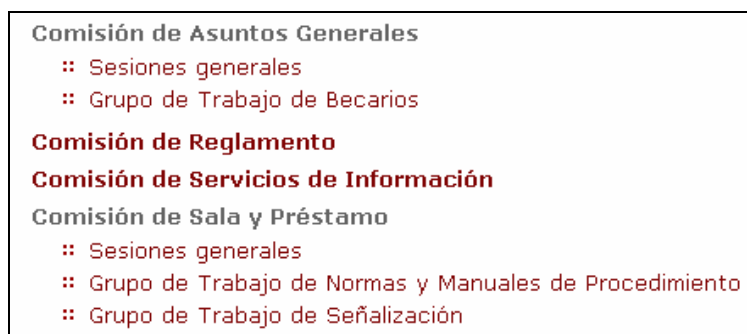 Comisión de Asuntos Generales
Sesiones generales
Grupo de Trabajo de Becarios
Comisión de Reglamento
Comisión de Servicios de Información
Comisión de Sala y Préstamo
Sesiones generales
Grupo de Trabajo de Normas y Manuales de Procedimiento
Grupo de Trabajo de Señalización